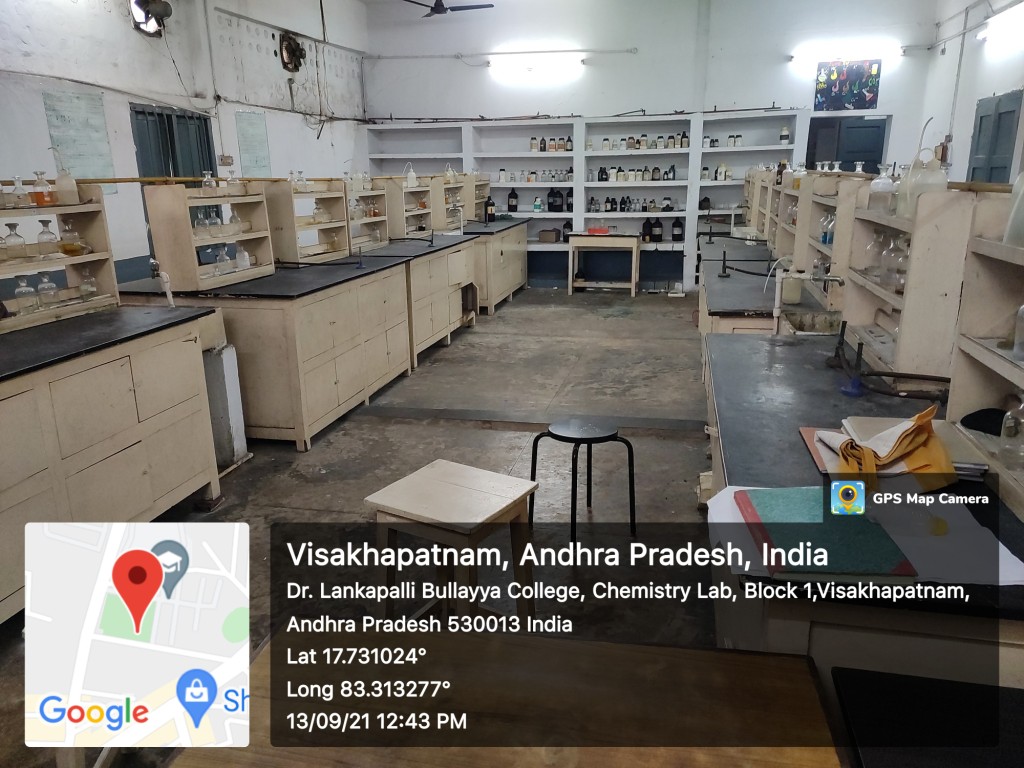 GPS Map Camera
Visakhapatnam, Andhra Pradesh, India
Dr. Lankapalli Bullayya College, Chemistry Lab, Block 1,Visakhapatnam,
Andhra Pradesh 530013 India
Lat 17.731024°
Long 83.313277°
13/09/21 12:43 PM
Google
Sh